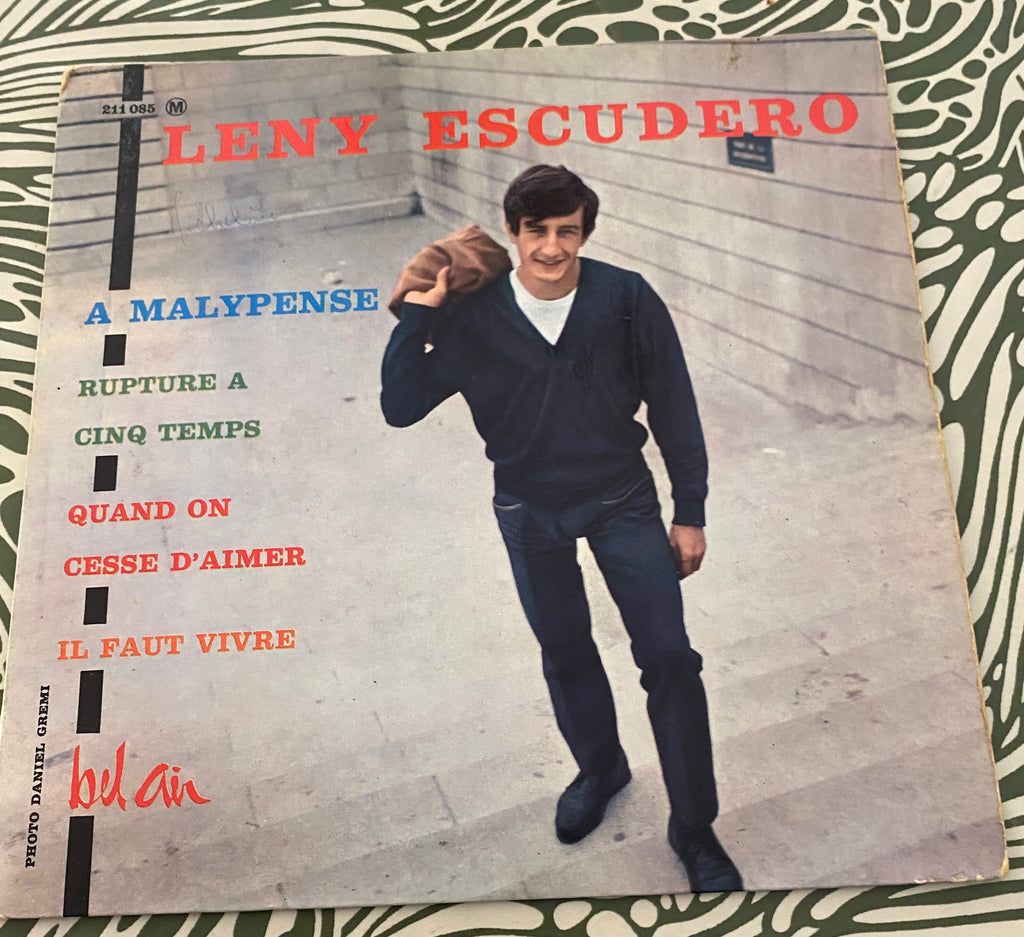 211 085 M
LENY ESCUDERO
A MALYPENSE
RUPTURE A
CINQ TEMPS
QUAND ON
CESSE D'AIMER
IL FAUT VIVRE
bel air
PHOTO DANIEL GREMI